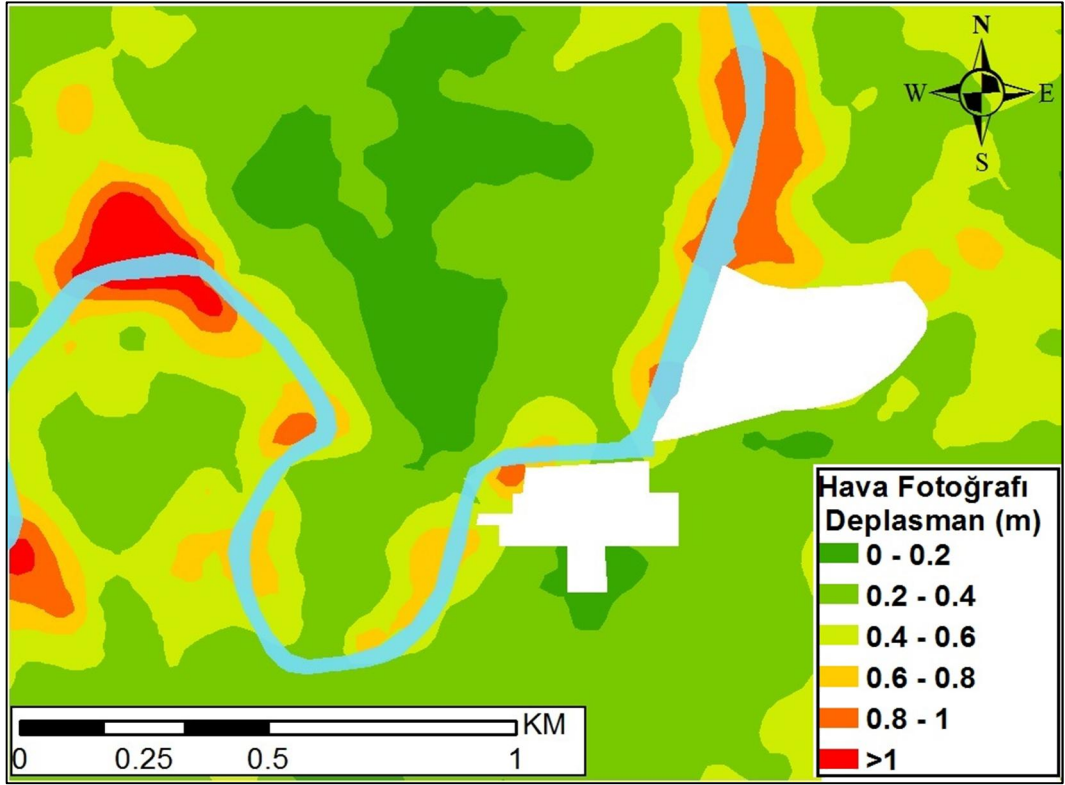 N
W E
S
Hava Fotoğrafı
Deplasman (m)
0 - 0.2
0.2 - 0.4
0.4 - 0.6
0.6 - 0.8
0.8 - 1
>1
KM
0 0.25 0.5 1